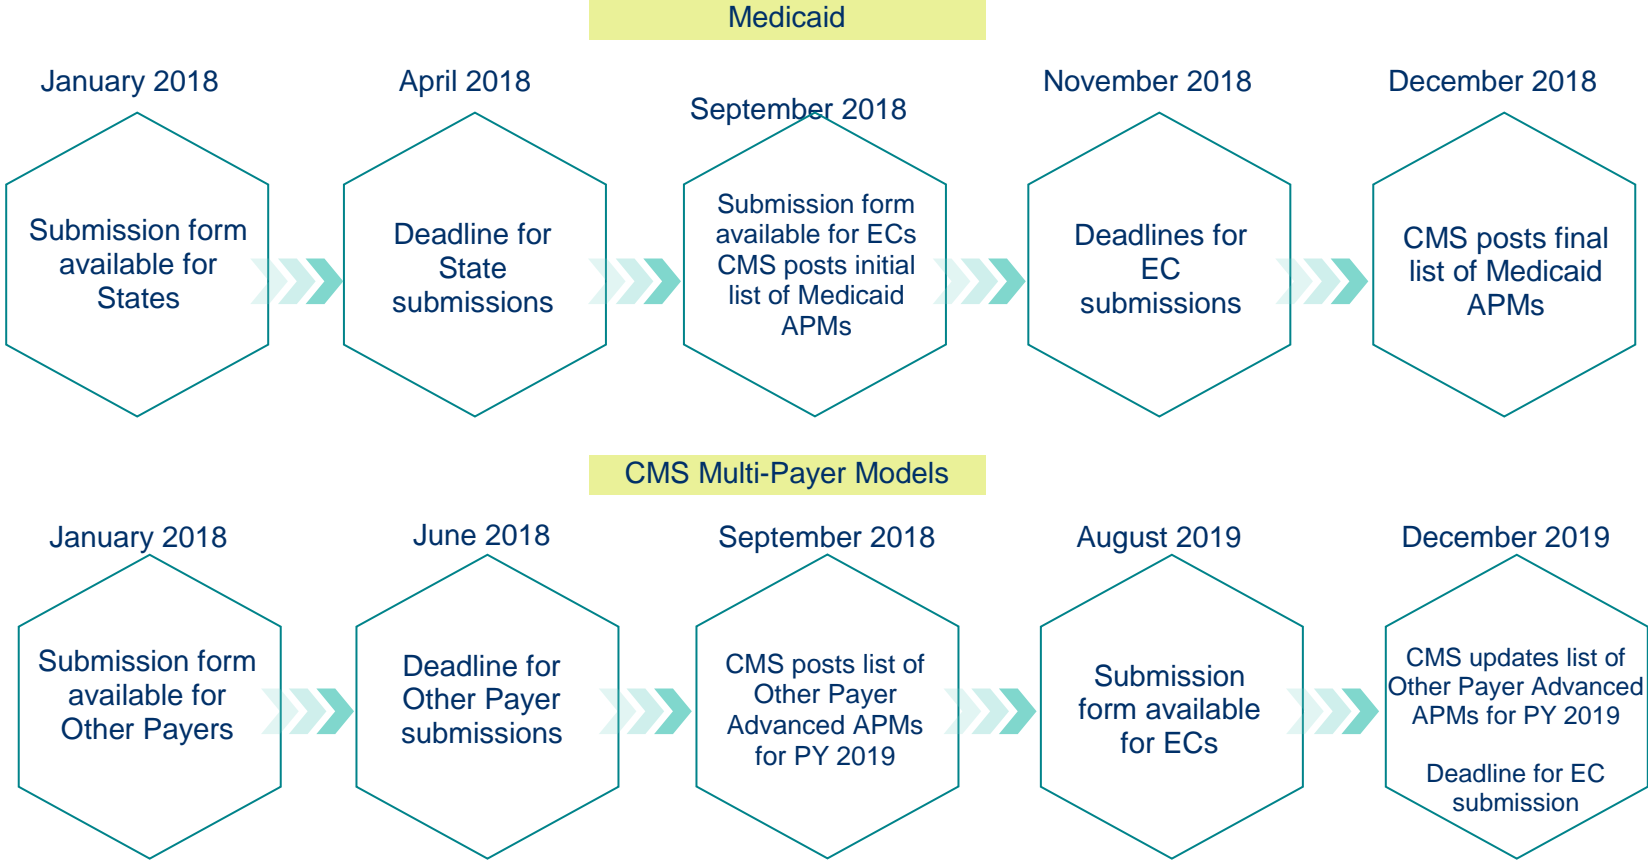 Medicaid
January 2018
Submission form
available for
States
April 2018
Deadline for
State
submissions
September 2018
Submission form
available for ECs
CMS posts initial
list of Medicaid
APMs
November 2018
Deadlines for
EC
submissions
December 2018
CMS posts final
list of Medicaid
APMs
CMS Multi-Payer Models
January 2018
Submission form
available for
Other Payers
June 2018
Deadline for
Other Payer
submissions
September 2018
CMS posts list of
Other Payer
Advanced APMs
for PY 2019
August 2019
Submission
form available
for ECs
December 2019
CMS updates list of
Other Payer Advanced
APMs for PY 2019
Deadline for EC
submission